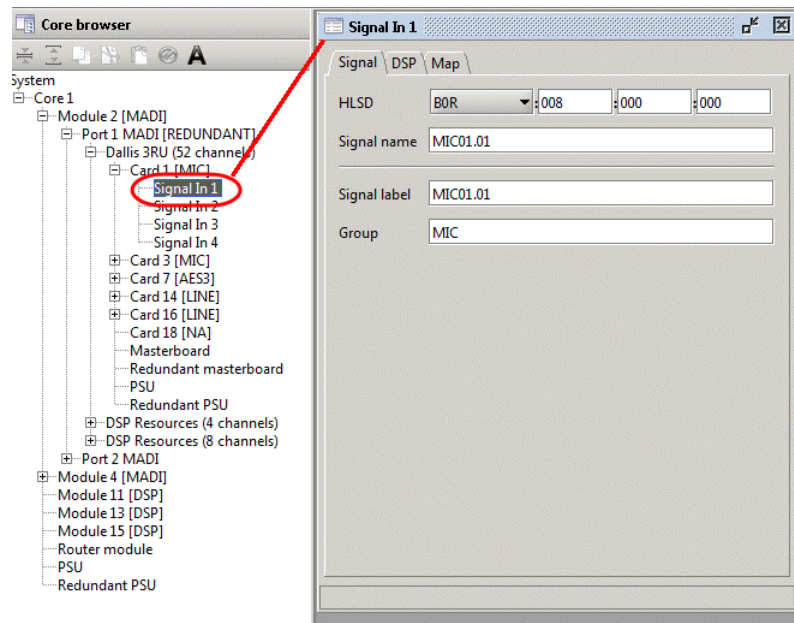 Core browser
A
System
Core 1
Module 2 [MADI]
Port 1 MADI [REDUNDANT]
Dallis 3RU (52 channels)
Card 1 [MIC]
Signal In 1
Signal In 2
Signal In 3
Signal In 4
Card 3 [MIC]
Card 7 [AES3]
Card 14 [LINE]
Card 16 [LINE]
Card 18 [NA]
Masterboard
Redundant masterboard
PSU
Redundant PSU
DSP Resources (4 channels)
DSP Resources (8 channels)
Port 2 MADI
Module 4 [MADI]
Module 11 [DSP]
Module 13 [DSP]
Module 15 [DSP]
Router module
PSU
Redundant PSU
Signal In 1
Signal DSP Map
HLSD B0R :008 :000 :000
Signal name MIC01.01
Signal label MIC01.01
Group MIC